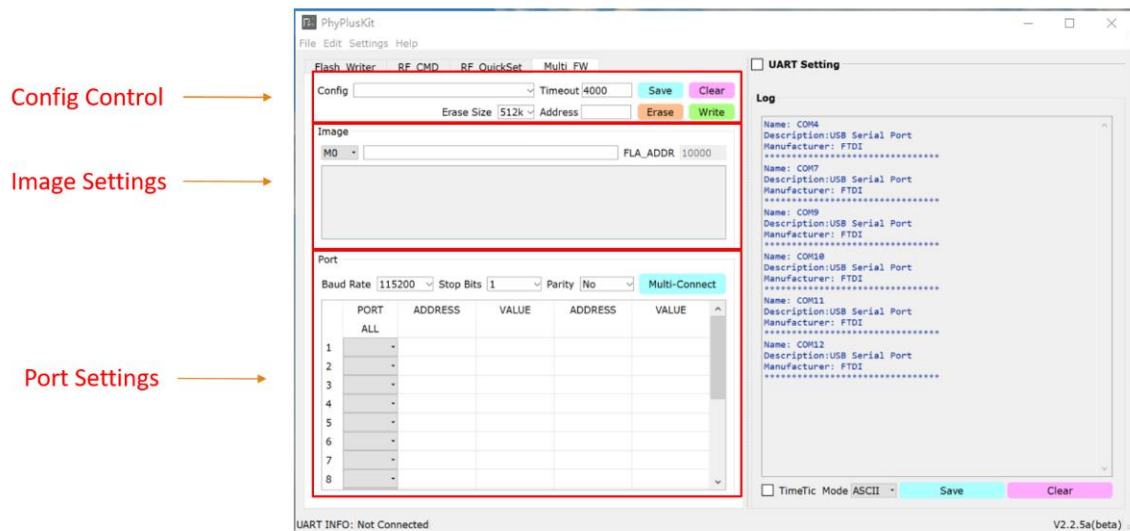 PhyPlusKit
File Edit Settings Help
Flash_Writer RF_CMD RF_QuickSet Multi_FW
Config Control
Config Timeout 4000 Save Clear
Erase Size 512k Address Erase Write
Image Settings
Image
M0 FLA_ADDR 10000
Port Settings
Port
Baud Rate 115200 Stop Bits 1 Parity No Multi-Connect
PORT ADDRESS VALUE ADDRESS VALUE
ALL
1
2
3
4
5
6
7
8
UART Setting
Log
Name: COM4
Description:USB Serial Port
Manufacturer: FTDI
*********************************
Name: COM7
Description:USB Serial Port
Manufacturer: FTDI
*********************************
Name: COM9
Description:USB Serial Port
Manufacturer: FTDI
*********************************
Name: COM10
Description:USB Serial Port
Manufacturer: FTDI
*********************************
Name: COM11
Description:USB Serial Port
Manufacturer: FTDI
*********************************
Name: COM12
Description:USB Serial Port
Manufacturer: FTDI
*********************************
TimeTic Mode ASCII Save Clear
UART INFO: Not Connected V2.2.5a(beta)